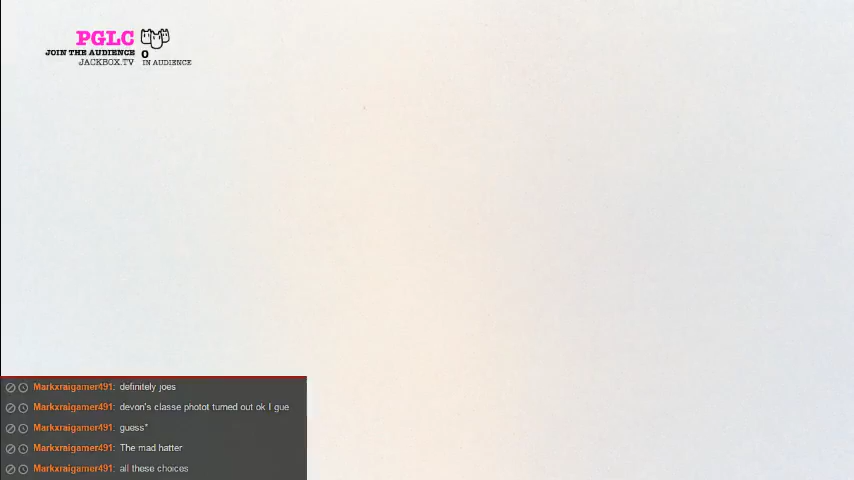 PGLC
JOIN THE AUDIENCE
JACKBOX.TV
0
IN AUDIENCE
Markxraigamer491: definitely joes
Markxraigamer491: devon's classe photot turned out ok I gue
Markxraigamer491: guess*
Markxraigamer491: The mad hatter
Markxraigamer491: all these choices